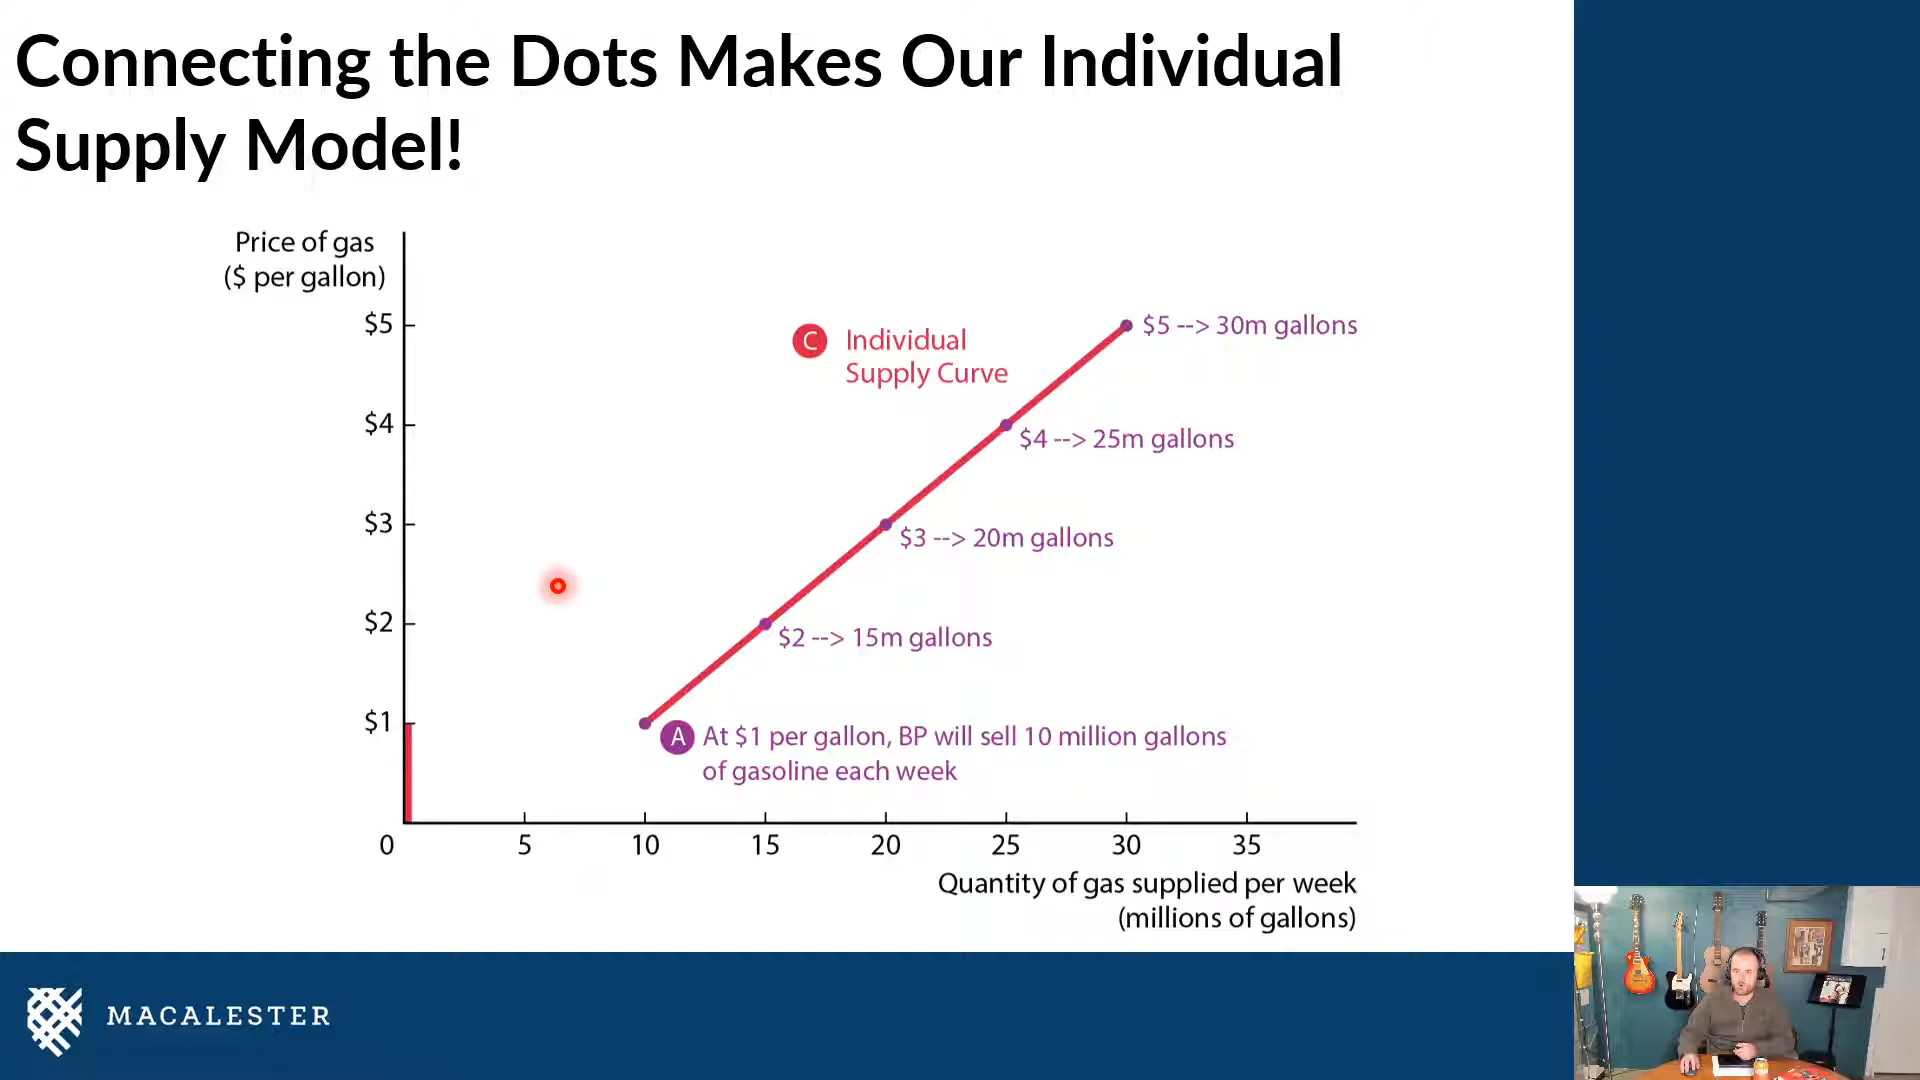 Connecting the Dots Makes Our Individual
Supply Model!
Price of gas
($ per gallon)
$5
$4
$3
$2
$1
C
Individual
Supply Curve
$5 --> 30m gallons
$4 --> 25m gallons
$3 --> 20m gallons
$2 --> 15m gallons
A At $1 per gallon, BP will sell 10 million gallons
of gasoline each week
0 5 10 15 20 25 30 35
Quantity of gas supplied per week
(millions of gallons)
MACALESTER